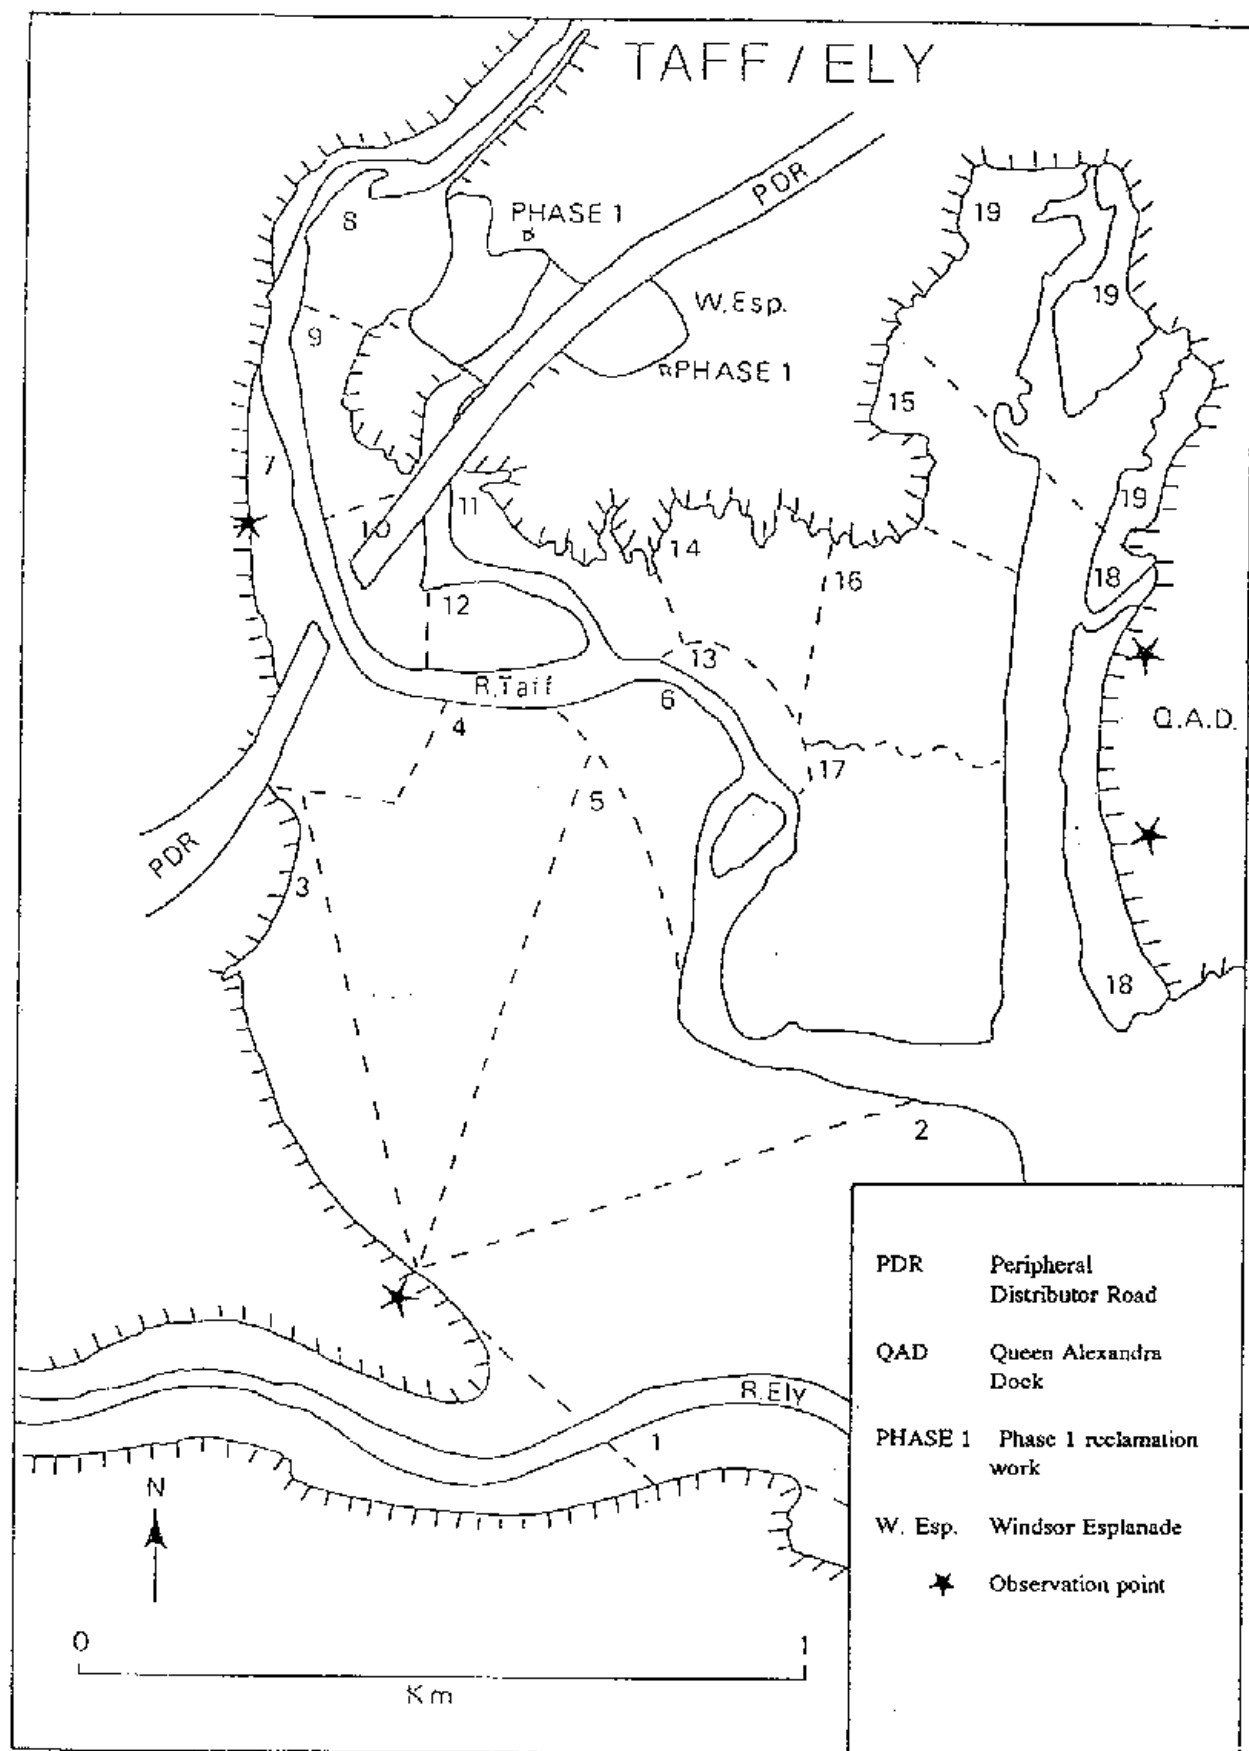 TAFF / ELY
PDR
8
PHASE 1
19
W. Esp.
19
9
PHASE 1
15
7
19
11
10
14
16
18
12
13
R.Taff
6
4
Q.A.D.
17
5
PDR
3
18
2
PDR Peripheral
Distributor Road
QAD Queen Alexandra
Dock
R.Ely
1
PHASE 1 Phase 1 reclamation
work
N
W. Esp. Windsor Esplanade
Observation point
0 1
Km